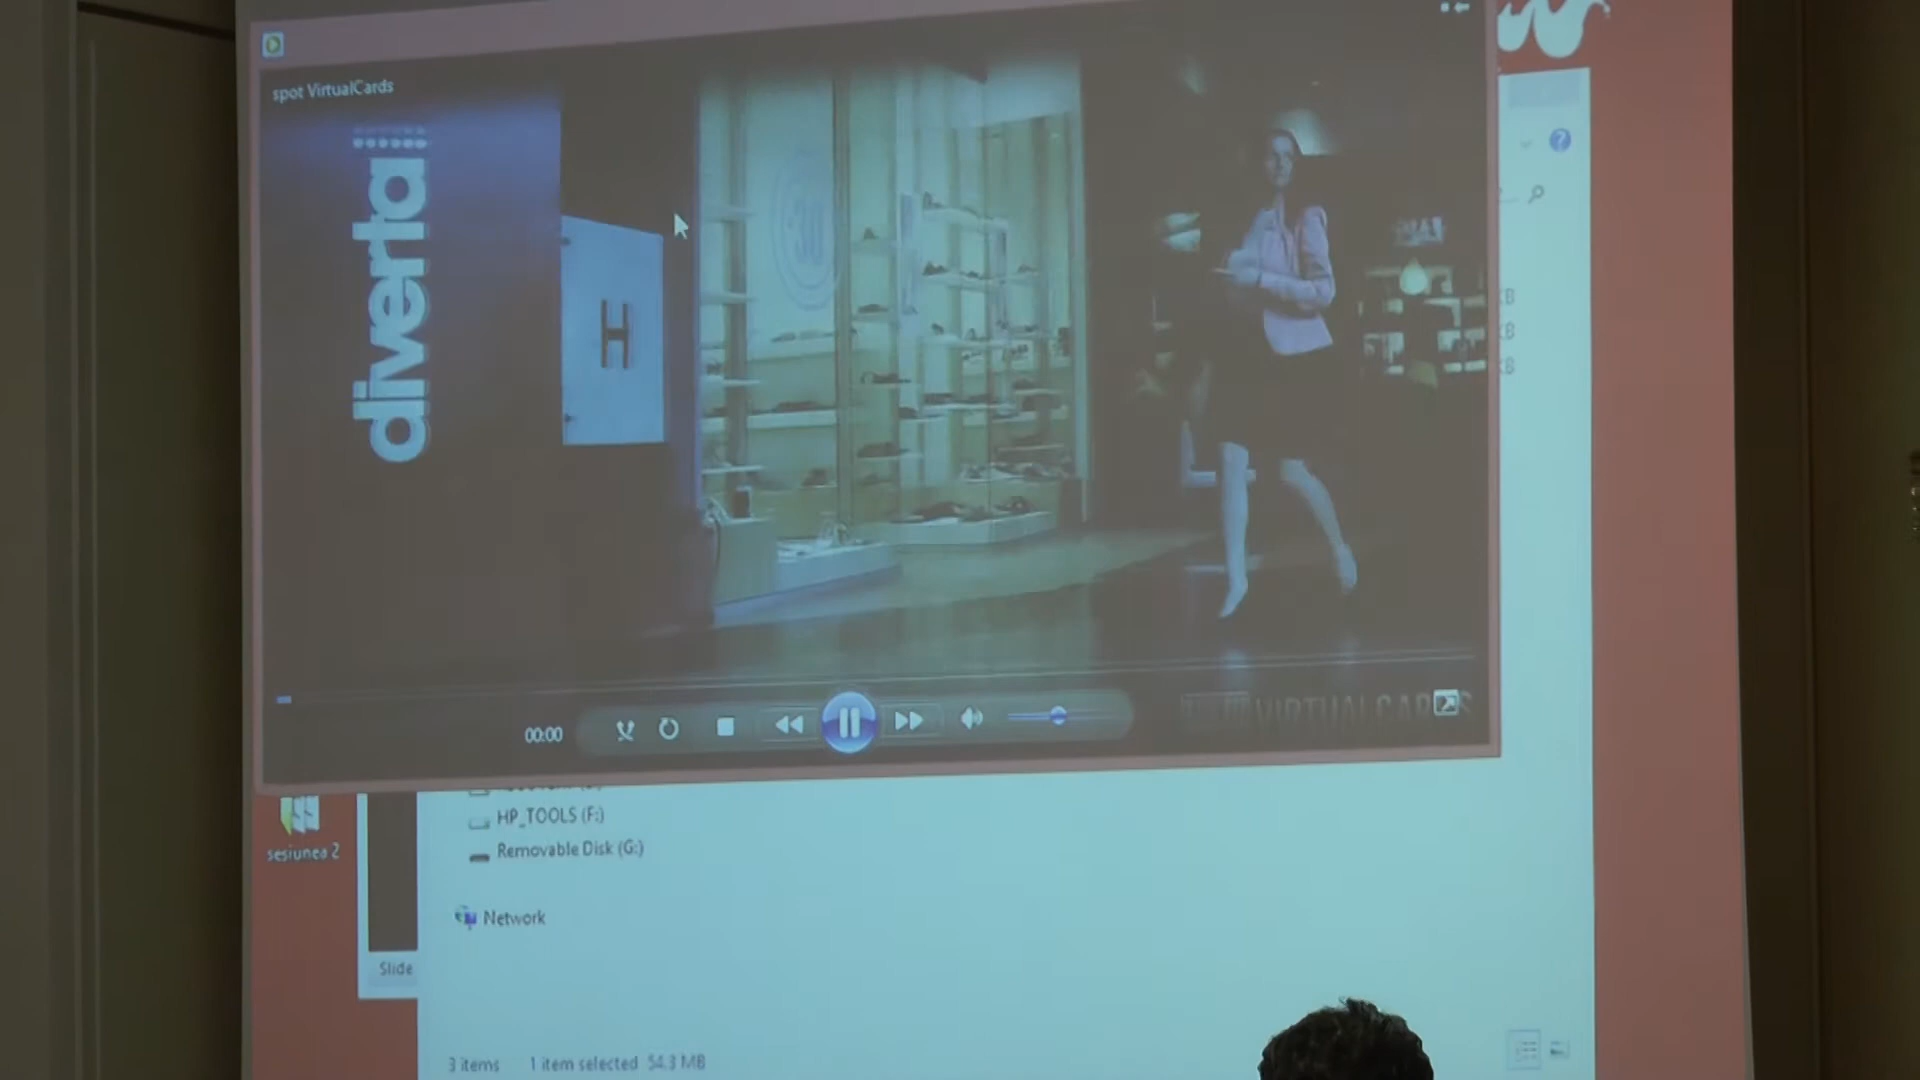 spot VirtualCards
diverta
H
00:00
VIRTUALCARDS
HP_TOOLS (F:)
Removable Disk (G:)
sesiunea 2
Network
Slide
3 items 1 item selected 54.3 MB